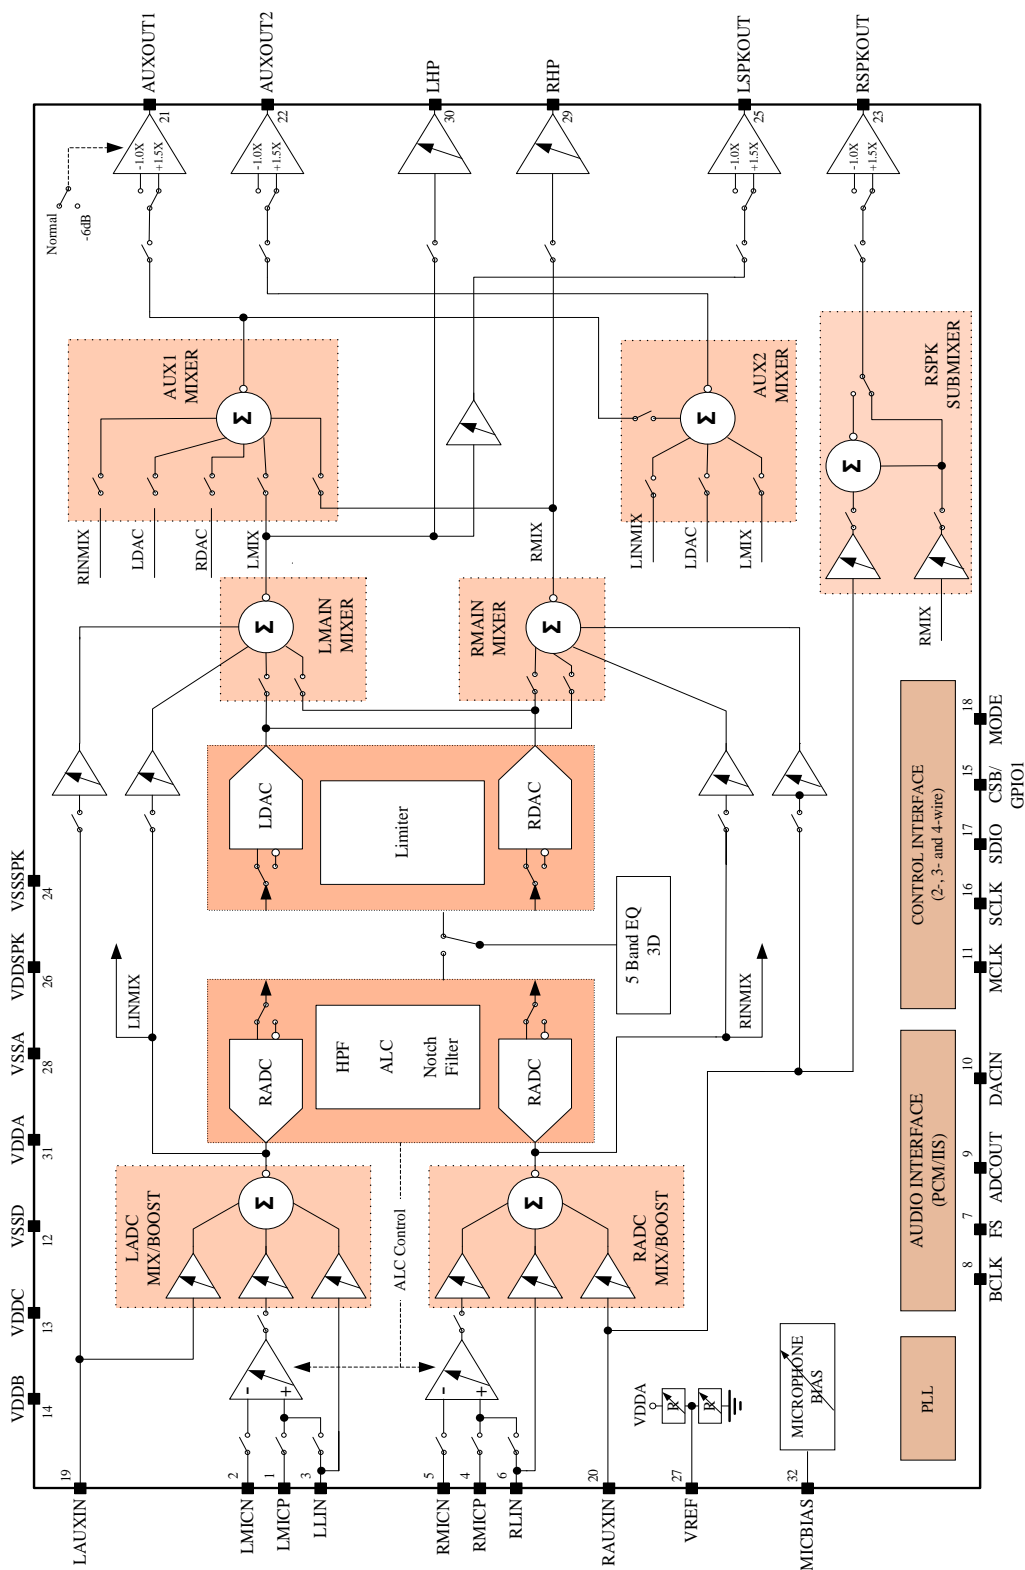 AUXOUT1
AUXOUT2
LHP
RHP
LSPKOUT
RSPKOUT
21
22
30
29
25
23
Normal
-6dB
-1.0X
+1.5X
-1.0X
+1.5X
-1.0X
+1.5X
-1.0X
+1.5X
AUX1
MIXER
Σ
RINMIX
LDAC
RDAC
LMIX
RMIX
AUX2
MIXER
Σ
LINMIX
LDAC
LMIX
RSPK
SUBMIXER
Σ
RMIX
LMAIN
MIXER
Σ
RMAIN
MIXER
Σ
LDAC
Limiter
RDAC
5 Band EQ
3D
LINMIX
RINMIX
RADC
HPF
ALC
Notch
Filter
RADC
LADC
MIX/BOOST
Σ
RADC
MIX/BOOST
Σ
ALC Control
-
+
-
+
VDDA
R
R
MICROPHONE
BIAS
PLL
AUDIO INTERFACE
(PCM/IIS)
CONTROL INTERFACE
(2-, 3- and 4-wire)
VSSSPK
24
VDDSPK
26
VSSA
28
VDDA
31
VSSD
12
VDDC
13
VDDB
14
18
MODE
15
CSB/
GPIO1
17
SDIO
16
SCLK
11
MCLK
10
DACIN
9
ADCOUT
7
FS
8
BCLK
19
LAUXIN
2
LMICN
1
LMICP
3
LLIN
5
RMICN
4
RMICP
6
RLIN
20
RAUXIN
27
VREF
32
MICBIAS